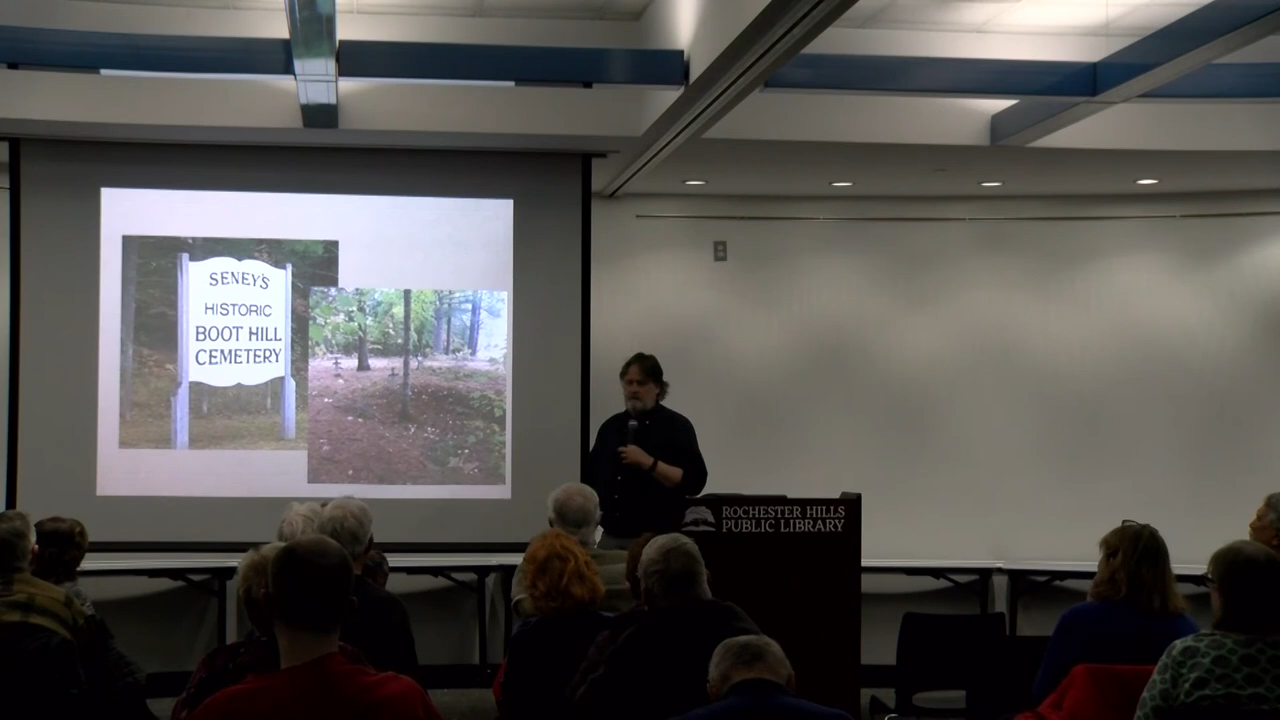 SENEY'S
HISTORIC
BOOT HILL
CEMETERY
ROCHESTER HILLS
PUBLIC LIBRARY